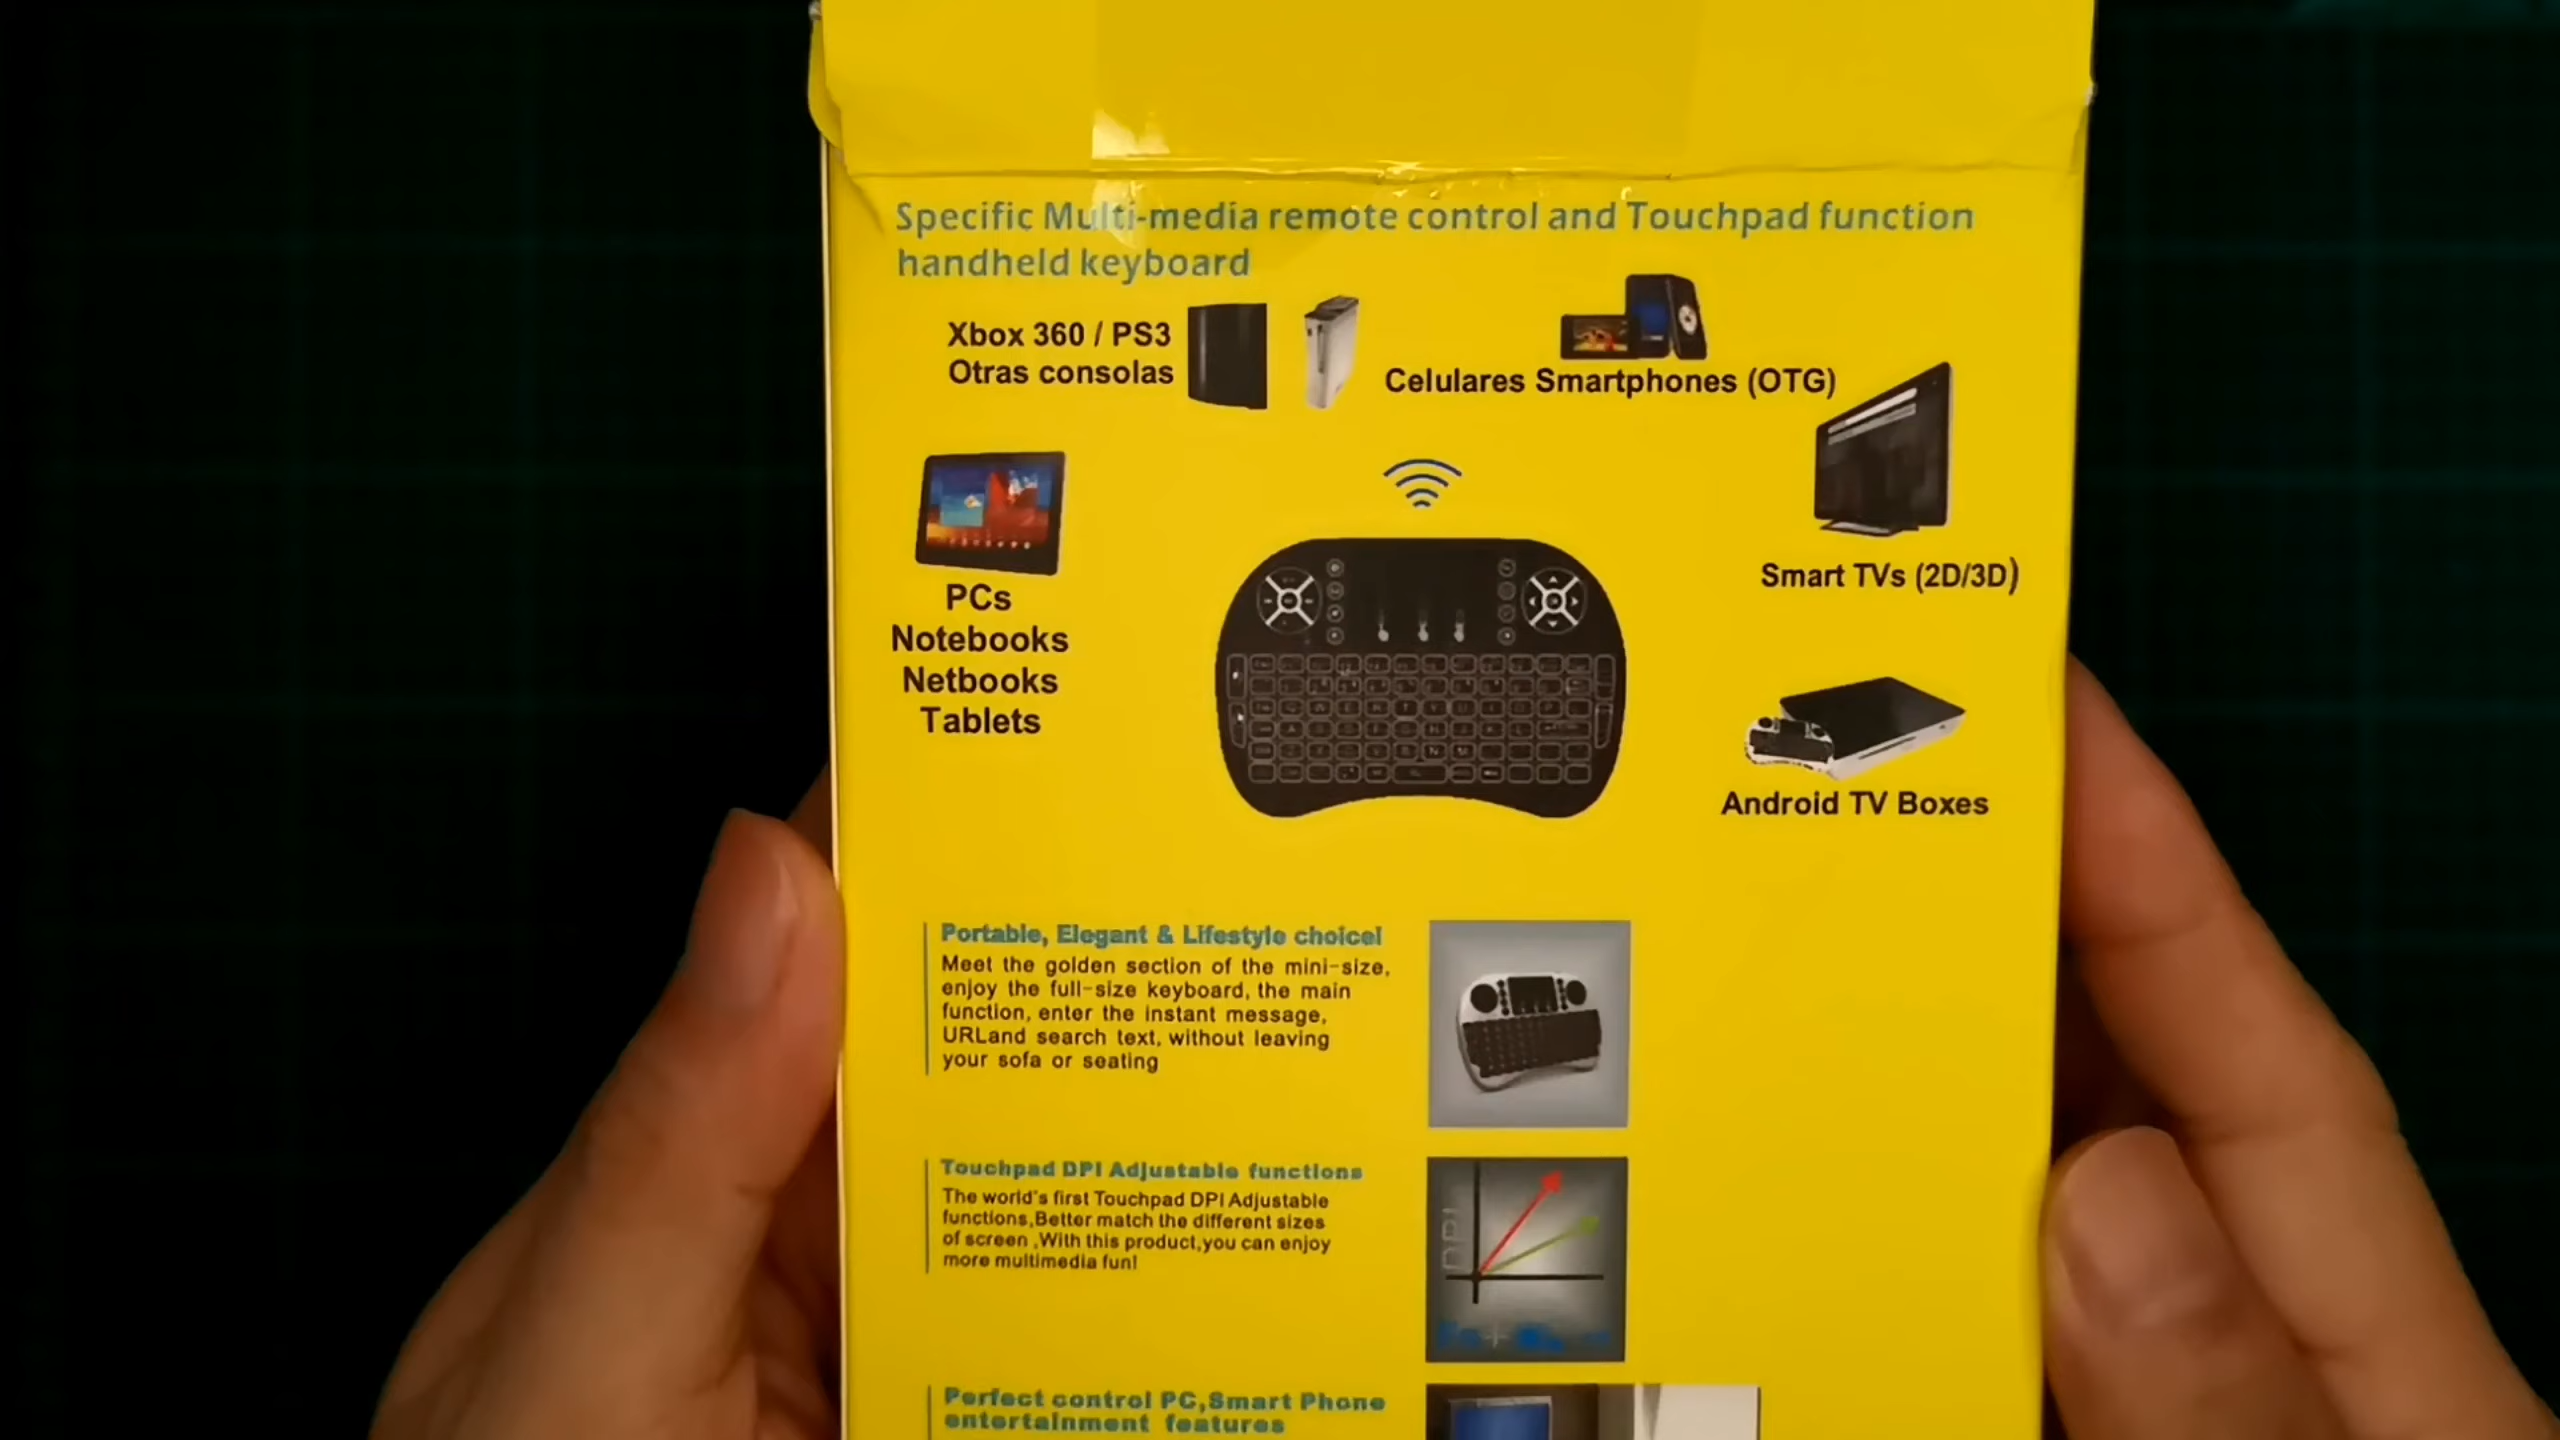 Specific Multi-media remote control and Touchpad function
handheld keyboard
Xbox 360 / PS3
Otras consolas
Celulares Smartphones (OTG)
PCs
Notebooks
Netbooks
Tablets
Smart TVs (2D/3D)
Android TV Boxes
Portable, Elegant & Lifestyle choice!
Meet the golden section of the mini-size,
enjoy the full-size keyboard, the main
function, enter the instant message,
URLand search text, without leaving
your sofa or seating
Touchpad DPI Adjustable functions
The world's first Touchpad DPI Adjustable
functions,Better match the different sizes
of screen ,With this product,you can enjoy
more multimedia fun!
DPI
Perfect control PC,Smart Phone
entertainment features